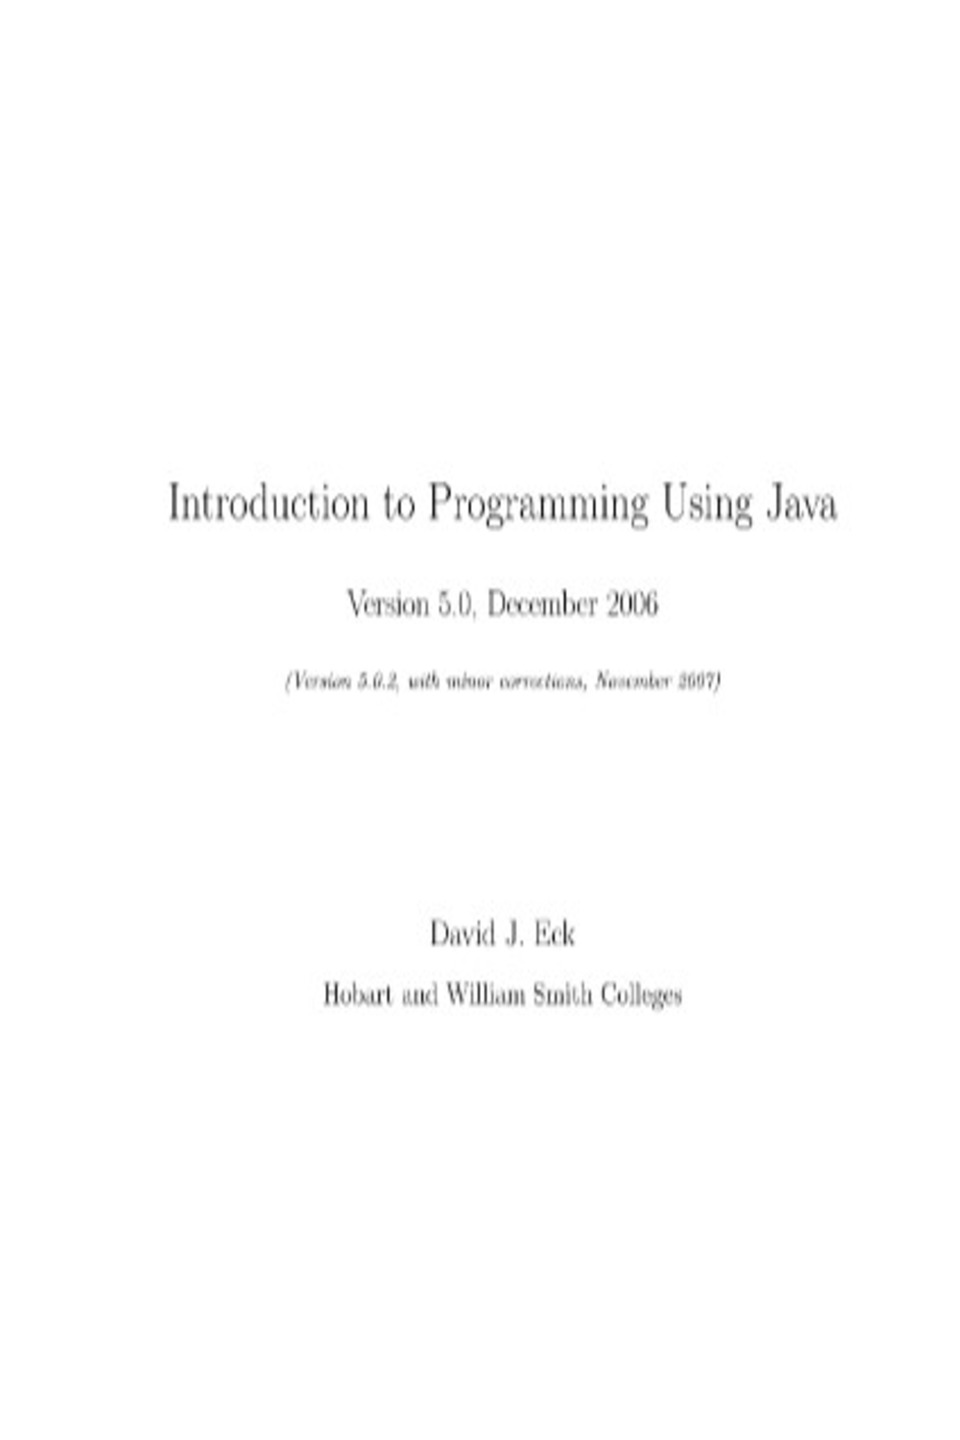 Introduction to Programming Using Java
Version 5.0, December 2006
(Version 5.0.2, with minor corrections, November 2007)
David J. Eck
Hobart and William Smith Colleges